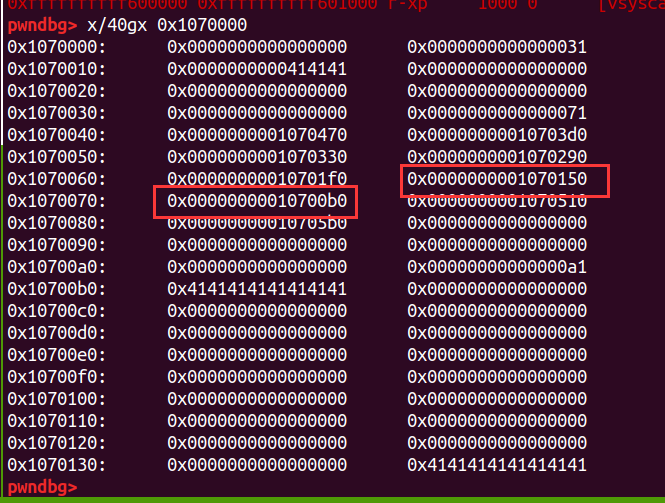 0xffffffffff600000 0xffffffffff601000 r-xp 1000 0 [vsysca
pwndbg> x/40gx 0x1070000
0x1070000: 0x0000000000000000 0x0000000000000031
0x1070010: 0x0000000000414141 0x0000000000000000
0x1070020: 0x0000000000000000 0x0000000000000000
0x1070030: 0x0000000000000000 0x0000000000000071
0x1070040: 0x0000000001070470 0x00000000010703d0
0x1070050: 0x0000000001070330 0x0000000001070290
0x1070060: 0x00000000010701f0 0x0000000001070150
0x1070070: 0x00000000010700b0 0x0000000001070510
0x1070080: 0x00000000010705b0 0x0000000000000000
0x1070090: 0x0000000000000000 0x0000000000000000
0x10700a0: 0x0000000000000000 0x00000000000000a1
0x10700b0: 0x4141414141414141 0x0000000000000000
0x10700c0: 0x0000000000000000 0x0000000000000000
0x10700d0: 0x0000000000000000 0x0000000000000000
0x10700e0: 0x0000000000000000 0x0000000000000000
0x10700f0: 0x0000000000000000 0x0000000000000000
0x1070100: 0x0000000000000000 0x0000000000000000
0x1070110: 0x0000000000000000 0x0000000000000000
0x1070120: 0x0000000000000000 0x0000000000000000
0x1070130: 0x0000000000000000 0x4141414141414141
pwndbg>